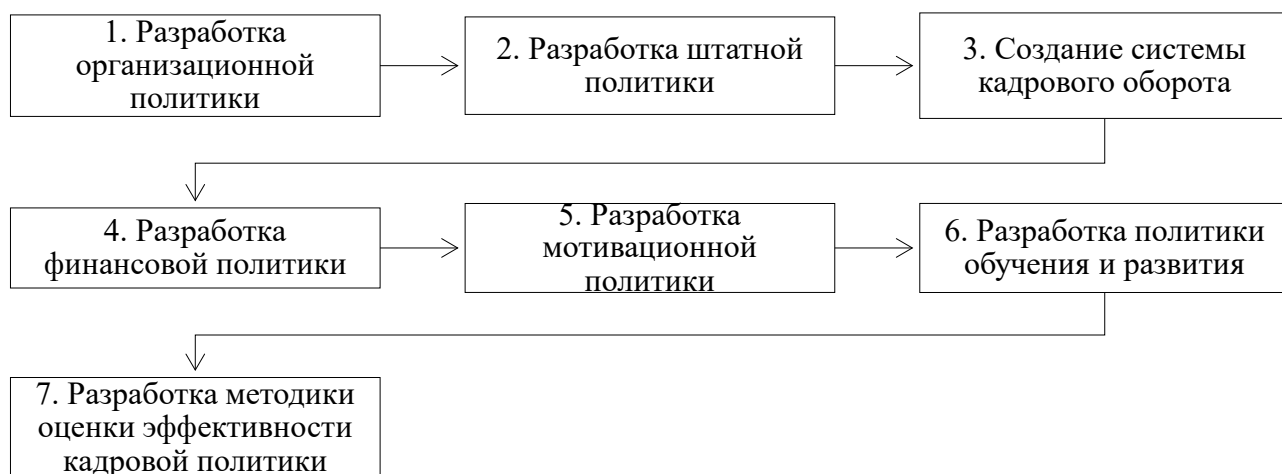 1. Разработка
организационной
политики
2. Разработка штатной
политики
3. Создание системы
кадрового оборота
4. Разработка
финансовой политики
5. Разработка
мотивационной
политики
6. Разработка политики
обучения и развития
7. Разработка методики
оценки эффективности
кадровой политики